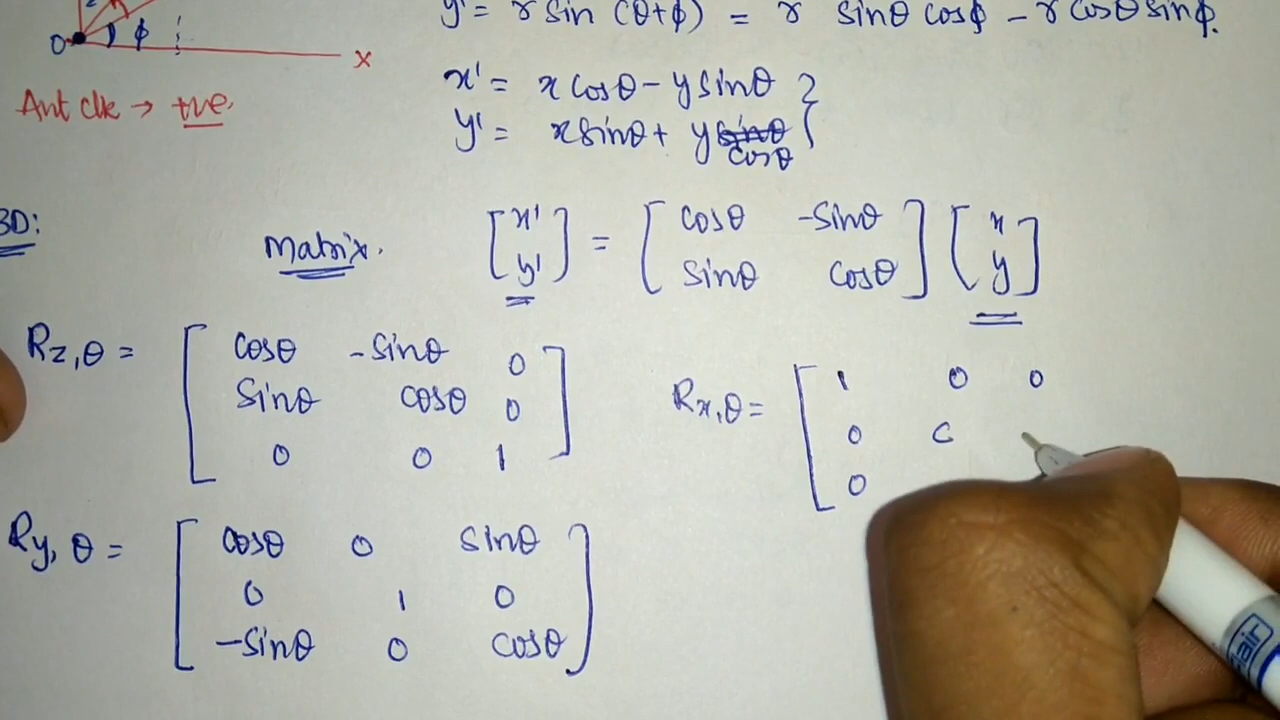 y' = r sin (θ+ϕ) = r sinθ cosϕ - r cosθ sinϕ.
O ϕ x
x' = x cosθ - y sinθ }
Ant clk → +ve.
y' = x sinθ + y ~~sinθ~~ cosθ
3D:
Matrix. [x' y'] = [cosθ -sinθ; sinθ cosθ] [x y]
Rz,θ = [cosθ -sinθ 0
sinθ cosθ 0
0 0 1]
Rx,θ = [1 0 0
0 c
0
Ry,θ = [cosθ 0 sinθ
0 1 0
-sinθ 0 cosθ]
flair